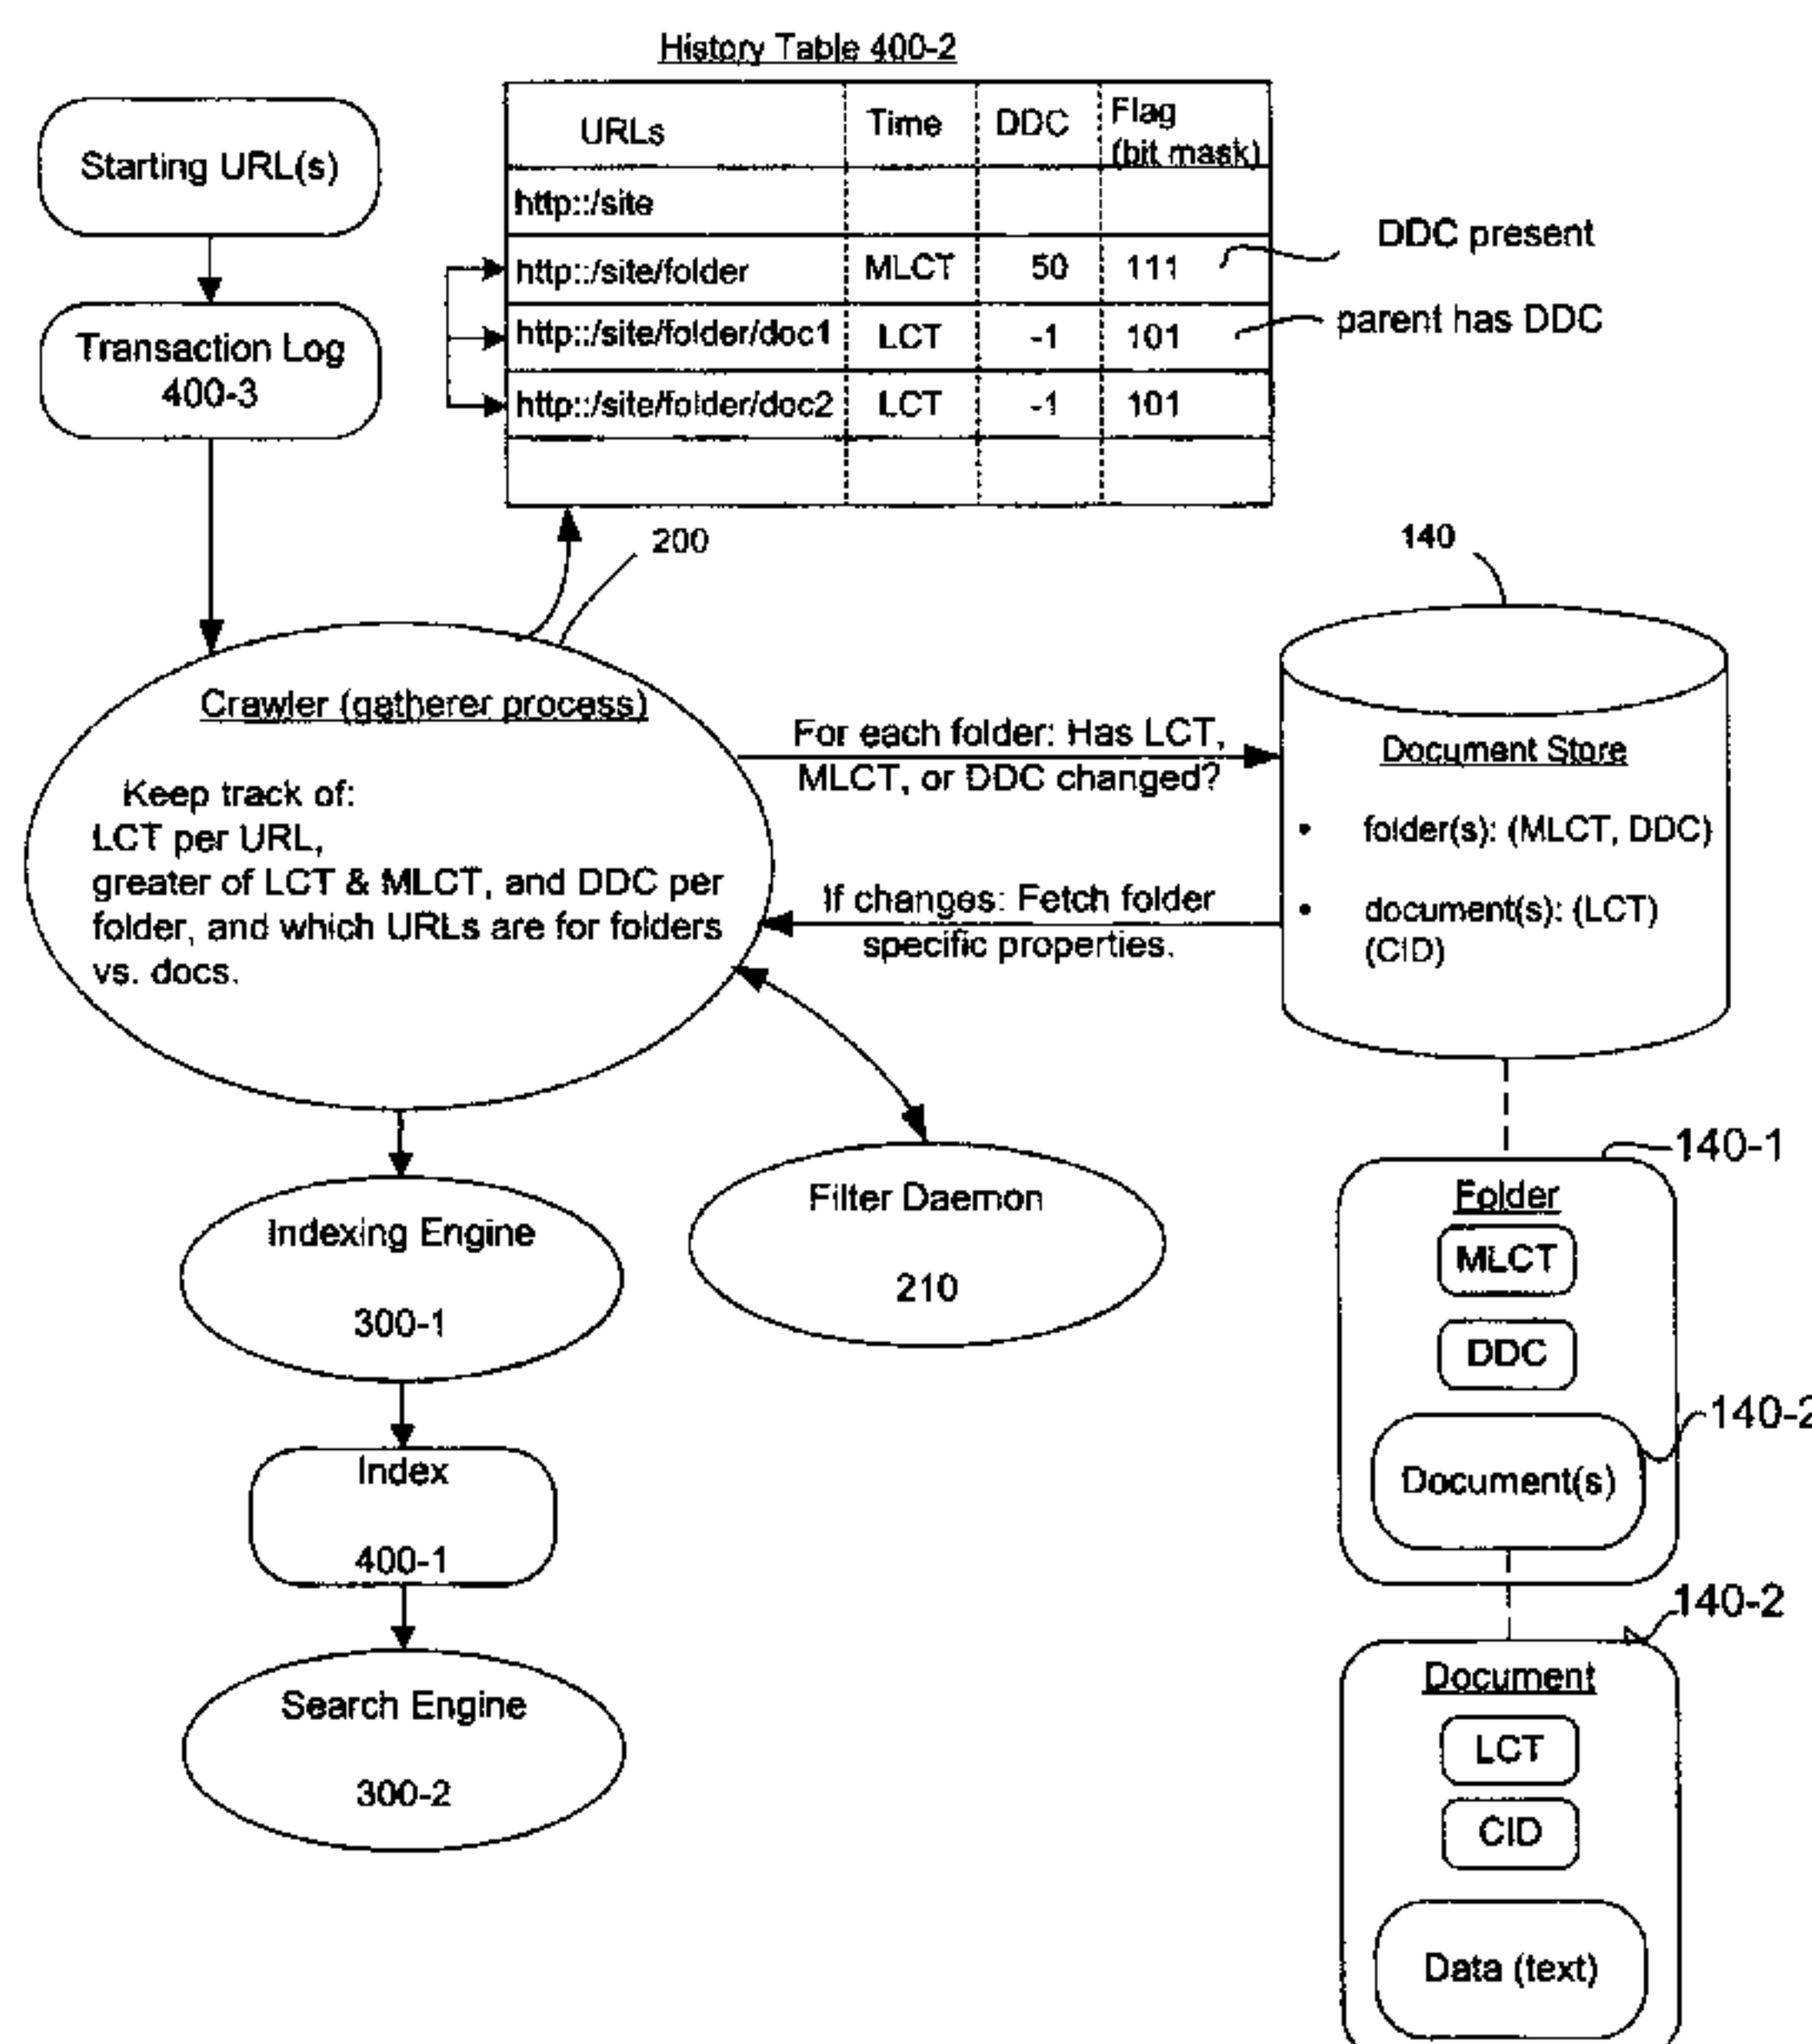 History Table 400-2
URLs Time DDC Flag
(bit mask)
http::/site
http::/site/folder MLCT 50 111
http::/site/folder/doc1 LCT -1 101
http::/site/folder/doc2 LCT -1 101
DDC present
parent has DDC
Starting URL(s)
Transaction Log
400-3
200
140
Crawler (gatherer process)
Keep track of:
LCT per URL,
greater of LCT & MLCT, and DDC per
folder, and which URLs are for folders
vs. docs.
For each folder: Has LCT,
MLCT, or DDC changed?
If changes: Fetch folder
specific properties.
Document Store
• folder(s): (MLCT, DDC)
• document(s): (LCT)
(CID)
Filter Daemon
210
Indexing Engine
300-1
Index
400-1
Search Engine
300-2
140-1
Folder
MLCT
DDC
140-2
Document(s)
140-2
Document
LCT
CID
Data (text)